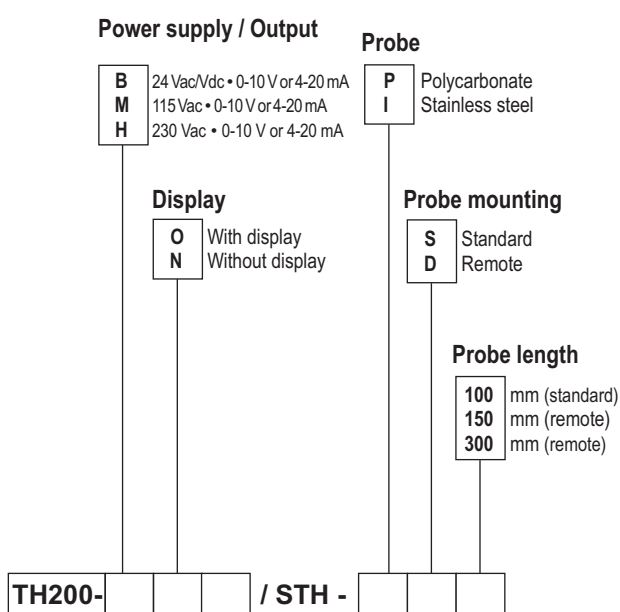 Power supply / Output
B 24 Vac/Vdc • 0-10 V or 4-20 mA
M 115 Vac • 0-10 V or 4-20 mA
H 230 Vac • 0-10 V or 4-20 mA
Probe
P Polycarbonate
I Stainless steel
Display
O With display
N Without display
Probe mounting
S Standard
D Remote
Probe length
100 mm (standard)
150 mm (remote)
300 mm (remote)
TH200- / STH -